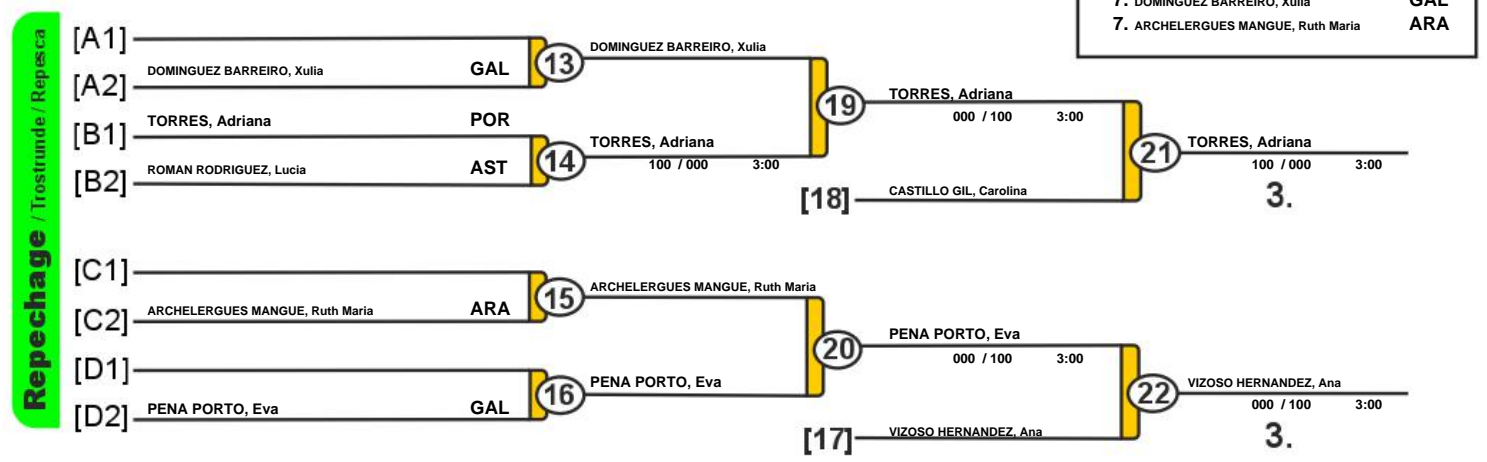 7. DOMINGUEZ BARREIRO, Xulia GAL
7. ARCHELERGUES MANGUE, Ruth Maria ARA
Repechage / Trostrunde / Repesca
[A1]
DOMINGUEZ BARREIRO, Xulia GAL
[A2]
13
DOMINGUEZ BARREIRO, Xulia
[B1] TORRES, Adriana POR
[B2] ROMAN RODRIGUEZ, Lucia AST
14
TORRES, Adriana
100 / 000 3:00
19
TORRES, Adriana
000 / 100 3:00
[18] CASTILLO GIL, Carolina
21
TORRES, Adriana
100 / 000 3:00
3.
[C1]
[C2] ARCHELERGUES MANGUE, Ruth Maria ARA
15
ARCHELERGUES MANGUE, Ruth Maria
[D1]
[D2] PENA PORTO, Eva GAL
16
PENA PORTO, Eva
20
PENA PORTO, Eva
000 / 100 3:00
[17] VIZOSO HERNANDEZ, Ana
22
VIZOSO HERNANDEZ, Ana
000 / 100 3:00
3.